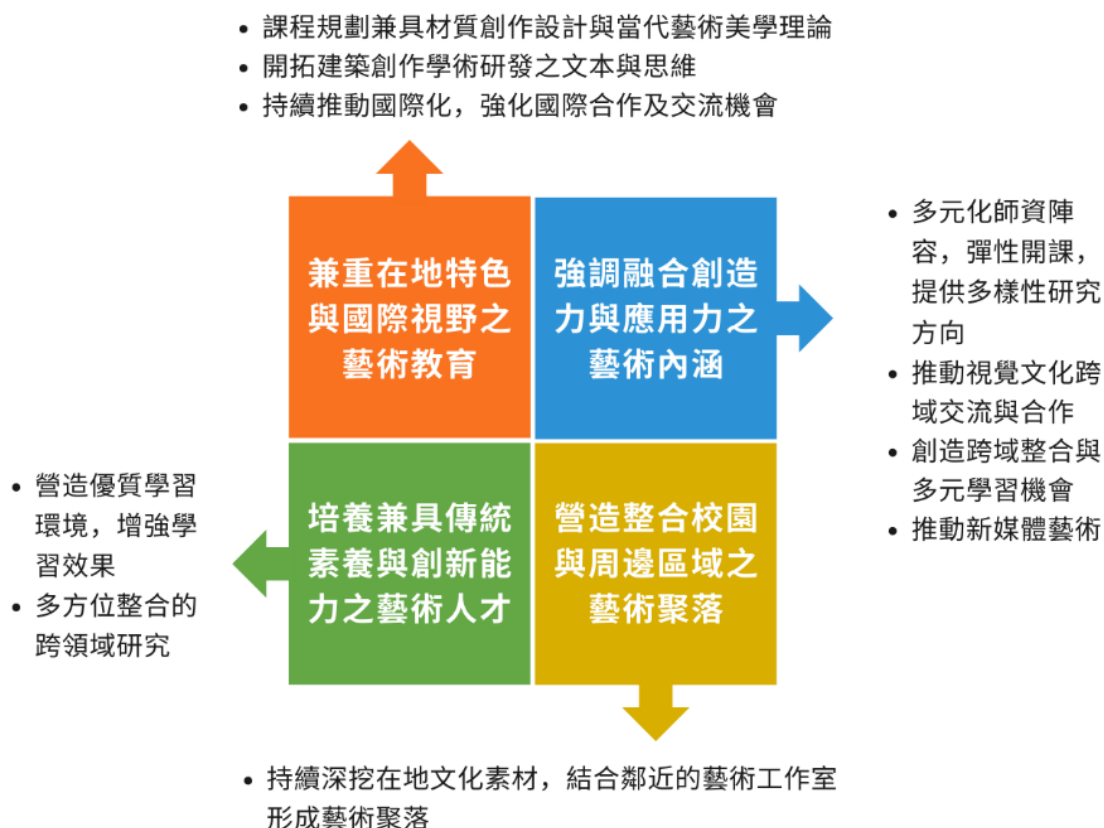 • 課程規劃兼具材質創作設計與當代藝術美學理論
• 開拓建築創作學術研發之文本與思維
• 持續推動國際化，強化國際合作及交流機會
兼重在地特色
與國際視野之
藝術教育
強調融合創造
力與應用力之
藝術內涵
• 多元化師資陣
容，彈性開課，
提供多樣性研究
方向
• 推動視覺文化跨
域交流與合作
• 創造跨域整合與
多元學習機會
• 推動新媒體藝術
• 營造優質學習
環境，增強學
習效果
• 多方位整合的
跨領域研究
培養兼具傳統
素養與創新能
力之藝術人才
營造整合校園
與周邊區域之
藝術聚落
• 持續深挖在地文化素材，結合鄰近的藝術工作室
形成藝術聚落